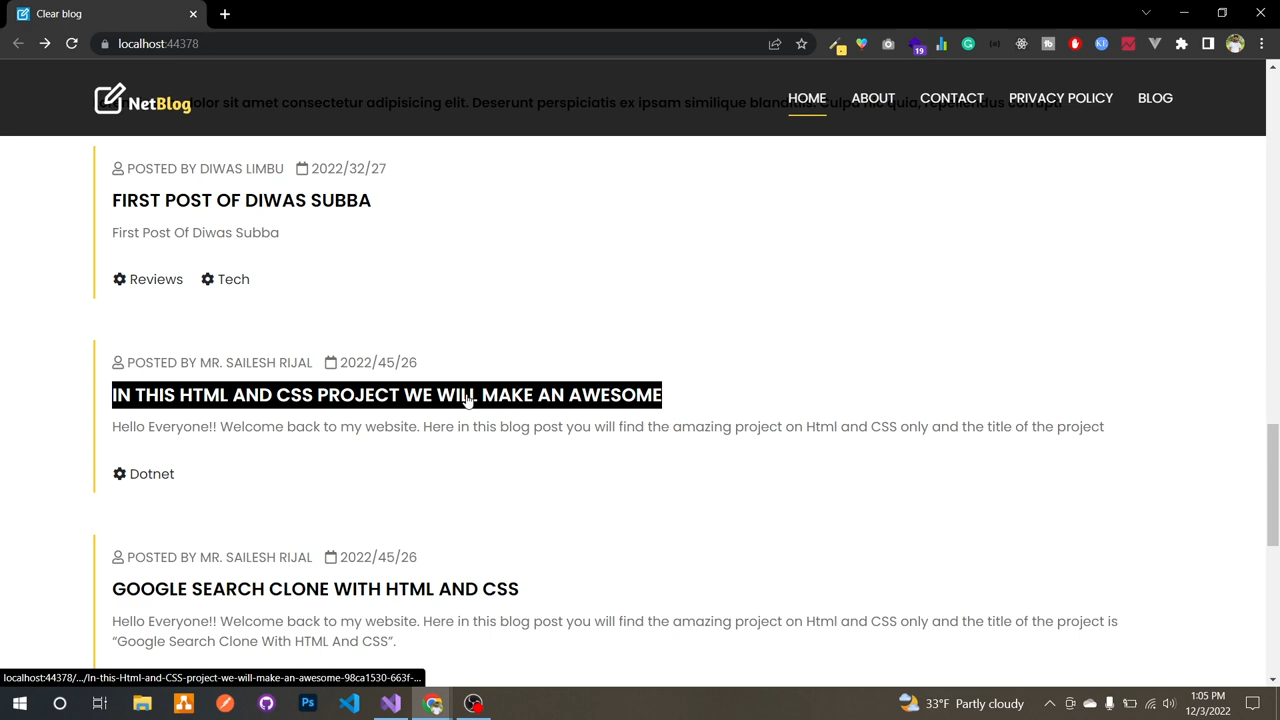 Clear blog
localhost:44378
19
NetBlog
dolor sit amet consectetur adipisicing elit. Deserunt perspiciatis ex ipsam similique
HOME ABOUT CONTACT PRIVACY POLICY BLOG
POSTED BY DIWAS LIMBU 2022/32/27
FIRST POST OF DIWAS SUBBA
First Post Of Diwas Subba
Reviews Tech
POSTED BY MR. SAILESH RIJAL 2022/45/26
IN THIS HTML AND CSS PROJECT WE WILL MAKE AN AWESOME
Hello Everyone!! Welcome back to my website. Here in this blog post you will find the amazing project on Html and CSS only and the title of the project
Dotnet
POSTED BY MR. SAILESH RIJAL 2022/45/26
GOOGLE SEARCH CLONE WITH HTML AND CSS
Hello Everyone!! Welcome back to my website. Here in this blog post you will find the amazing project on Html and CSS only and the title of the project is
“Google Search Clone With HTML And CSS”.
localhost:44378/.../In-this-Html-and-CSS-project-we-will-make-an-awesome-98ca1530-663f-...
Ps
33°F Partly cloudy
1:05 PM
12/3/2022